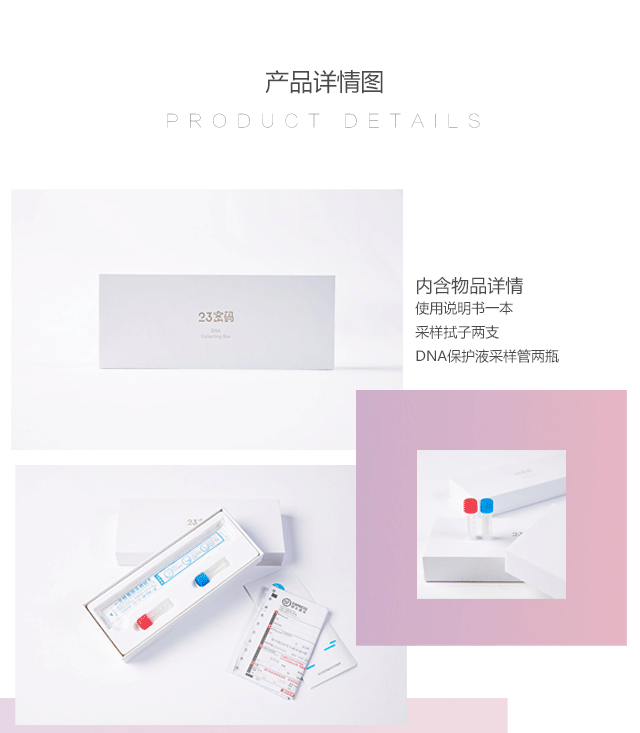 产品详情图
PRODUCT DETAILS
23密码
DNA
Collecting Box
内含物品详情
使用说明书一本
采样拭子两支
DNA保护液采样管两瓶